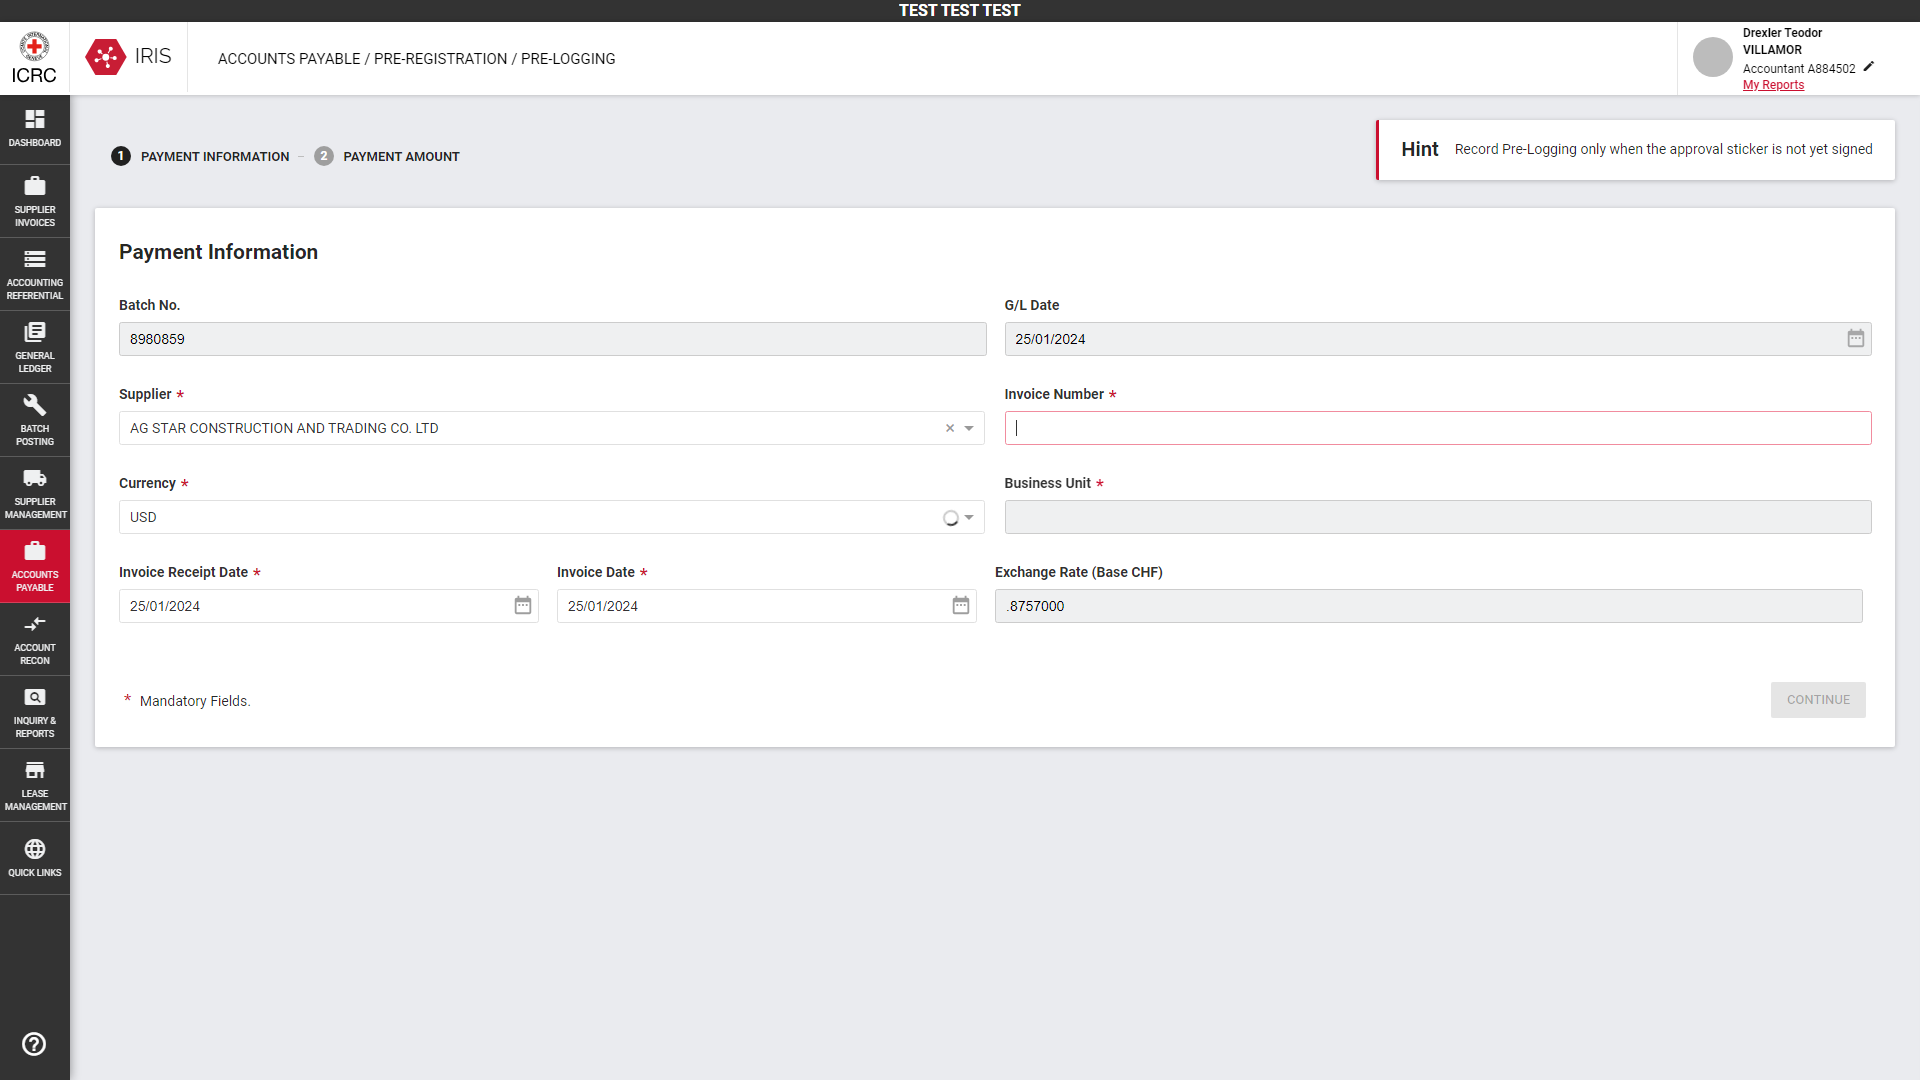 TEST TEST TEST
ICRC
IRIS
ACCOUNTS PAYABLE / PRE-REGISTRATION / PRE-LOGGING
Drexler Teodor
VILLAMOR
Accountant A884502
My Reports
DASHBOARD
SUPPLIER
INVOICES
ACCOUNTING
REFERENTIAL
GENERAL
LEDGER
BATCH
POSTING
SUPPLIER
MANAGEMENT
ACCOUNTS
PAYABLE
ACCOUNT
RECON
INQUIRY &
REPORTS
LEASE
MANAGEMENT
QUICK LINKS
1 PAYMENT INFORMATION – 2 PAYMENT AMOUNT
Hint Record Pre-Logging only when the approval sticker is not yet signed
Payment Information
Batch No.
8980859
G/L Date
25/01/2024
Supplier *
AG STAR CONSTRUCTION AND TRADING CO. LTD
Invoice Number *
Currency *
USD
Business Unit *
Invoice Receipt Date *
25/01/2024
Invoice Date *
25/01/2024
Exchange Rate (Base CHF)
.8757000
* Mandatory Fields.
CONTINUE